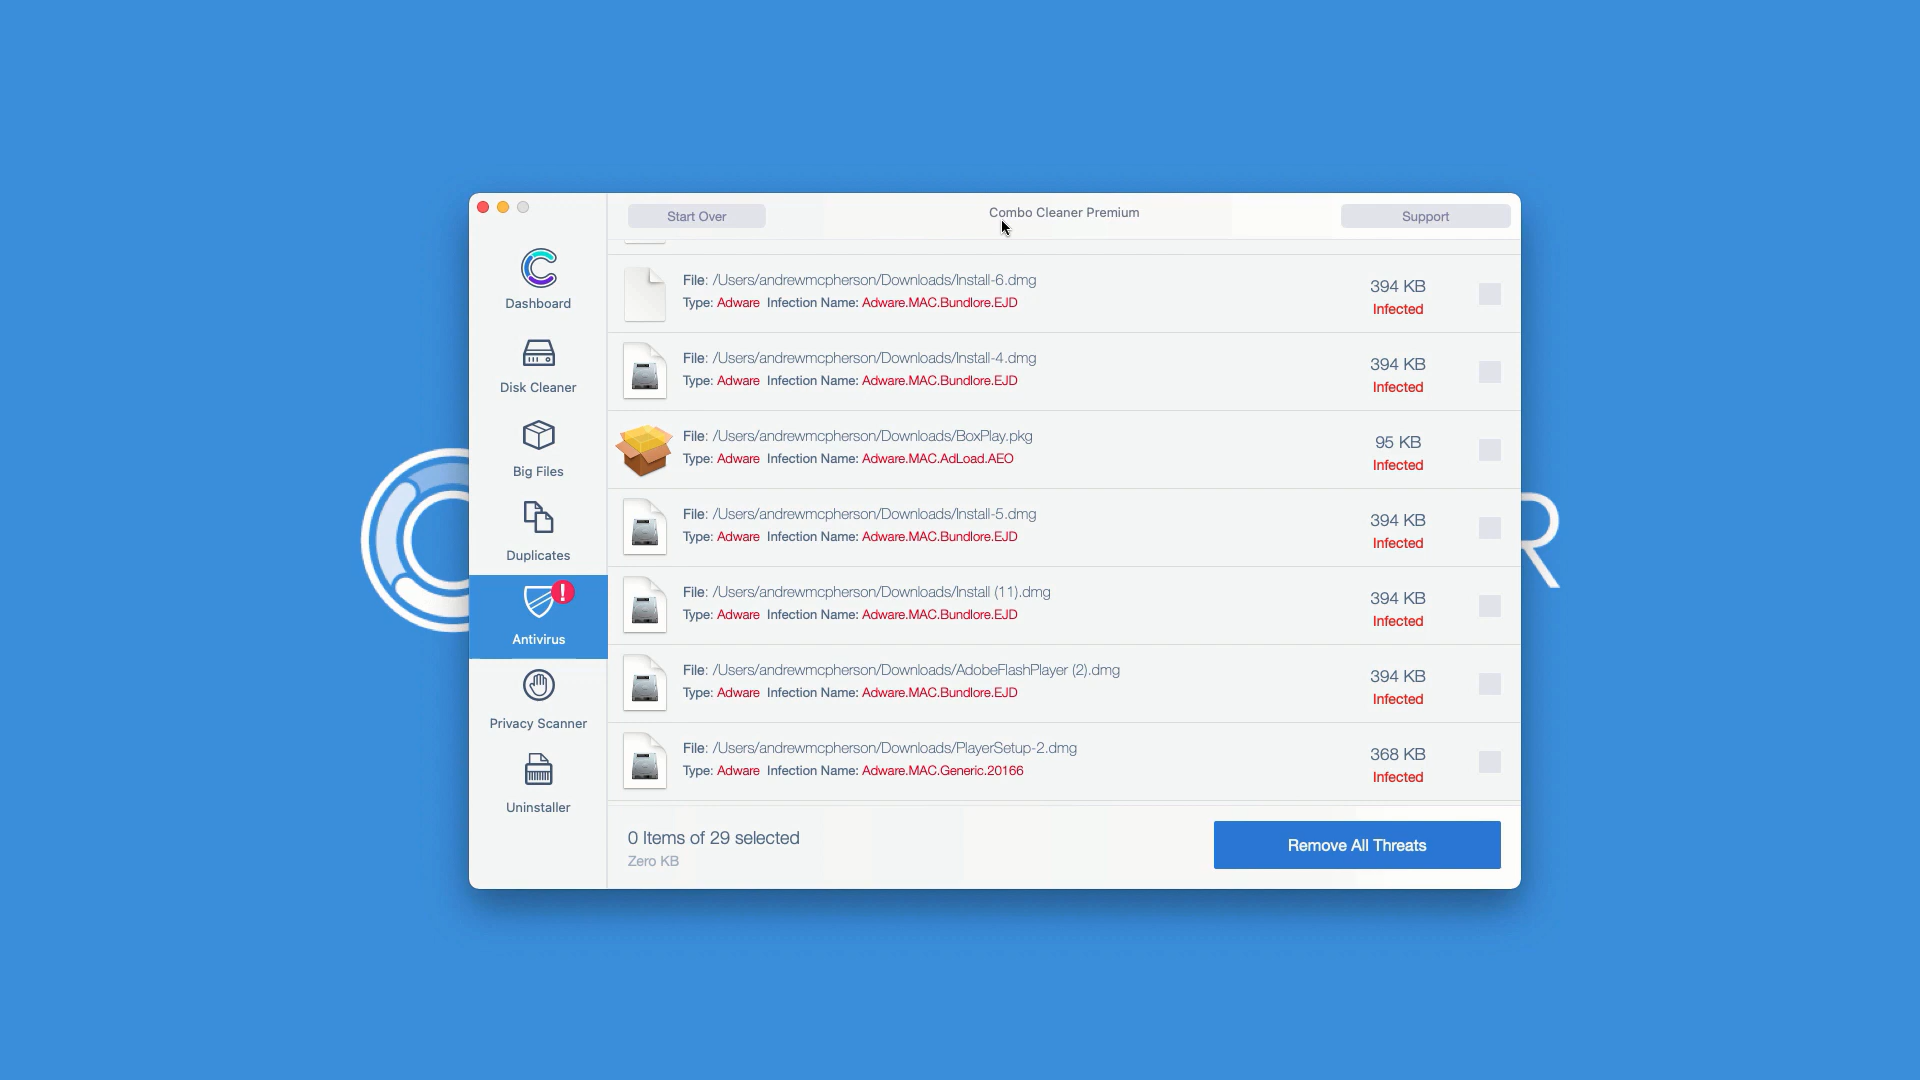 Start Over
Combo Cleaner Premium
Support
Dashboard
Disk Cleaner
Big Files
Duplicates
!
Antivirus
Privacy Scanner
Uninstaller
File: /Users/andrewmcpherson/Downloads/Install-6.dmg
Type: Adware Infection Name: Adware.MAC.Bundlore.EJD
394 KB
Infected
File: /Users/andrewmcpherson/Downloads/Install-4.dmg
Type: Adware Infection Name: Adware.MAC.Bundlore.EJD
394 KB
Infected
File: /Users/andrewmcpherson/Downloads/BoxPlay.pkg
Type: Adware Infection Name: Adware.MAC.AdLoad.AEO
95 KB
Infected
File: /Users/andrewmcpherson/Downloads/Install-5.dmg
Type: Adware Infection Name: Adware.MAC.Bundlore.EJD
394 KB
Infected
File: /Users/andrewmcpherson/Downloads/Install (11).dmg
Type: Adware Infection Name: Adware.MAC.Bundlore.EJD
394 KB
Infected
File: /Users/andrewmcpherson/Downloads/AdobeFlashPlayer (2).dmg
Type: Adware Infection Name: Adware.MAC.Bundlore.EJD
394 KB
Infected
File: /Users/andrewmcpherson/Downloads/PlayerSetup-2.dmg
Type: Adware Infection Name: Adware.MAC.Generic.20166
368 KB
Infected
0 Items of 29 selected
Zero KB
Remove All Threats
R